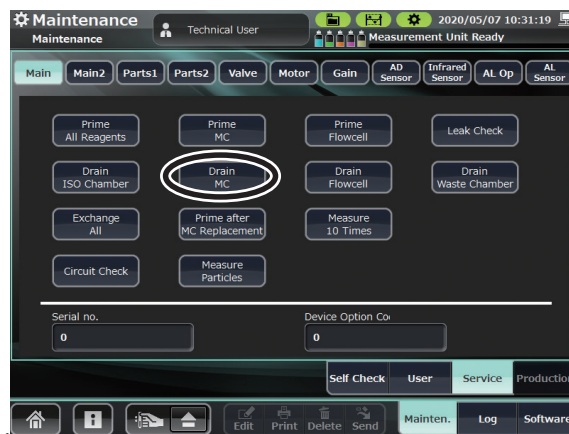 Maintenance
Maintenance
Technical User
2020/05/07 10:31:19
Measurement Unit Ready
Main Main2 Parts1 Parts2 Valve Motor Gain AD Sensor Infrared Sensor AL Op AL Sensor
Prime All Reagents
Prime MC
Prime Flowcell
Leak Check
Drain ISO Chamber
Drain MC
Drain Flowcell
Drain Waste Chamber
Exchange All
Prime after MC Replacement
Measure 10 Times
Circuit Check
Measure Particles
Serial no.
0
Device Option Co
0
Self Check User Service Productio
Edit Print Delete Send Mainten. Log Software